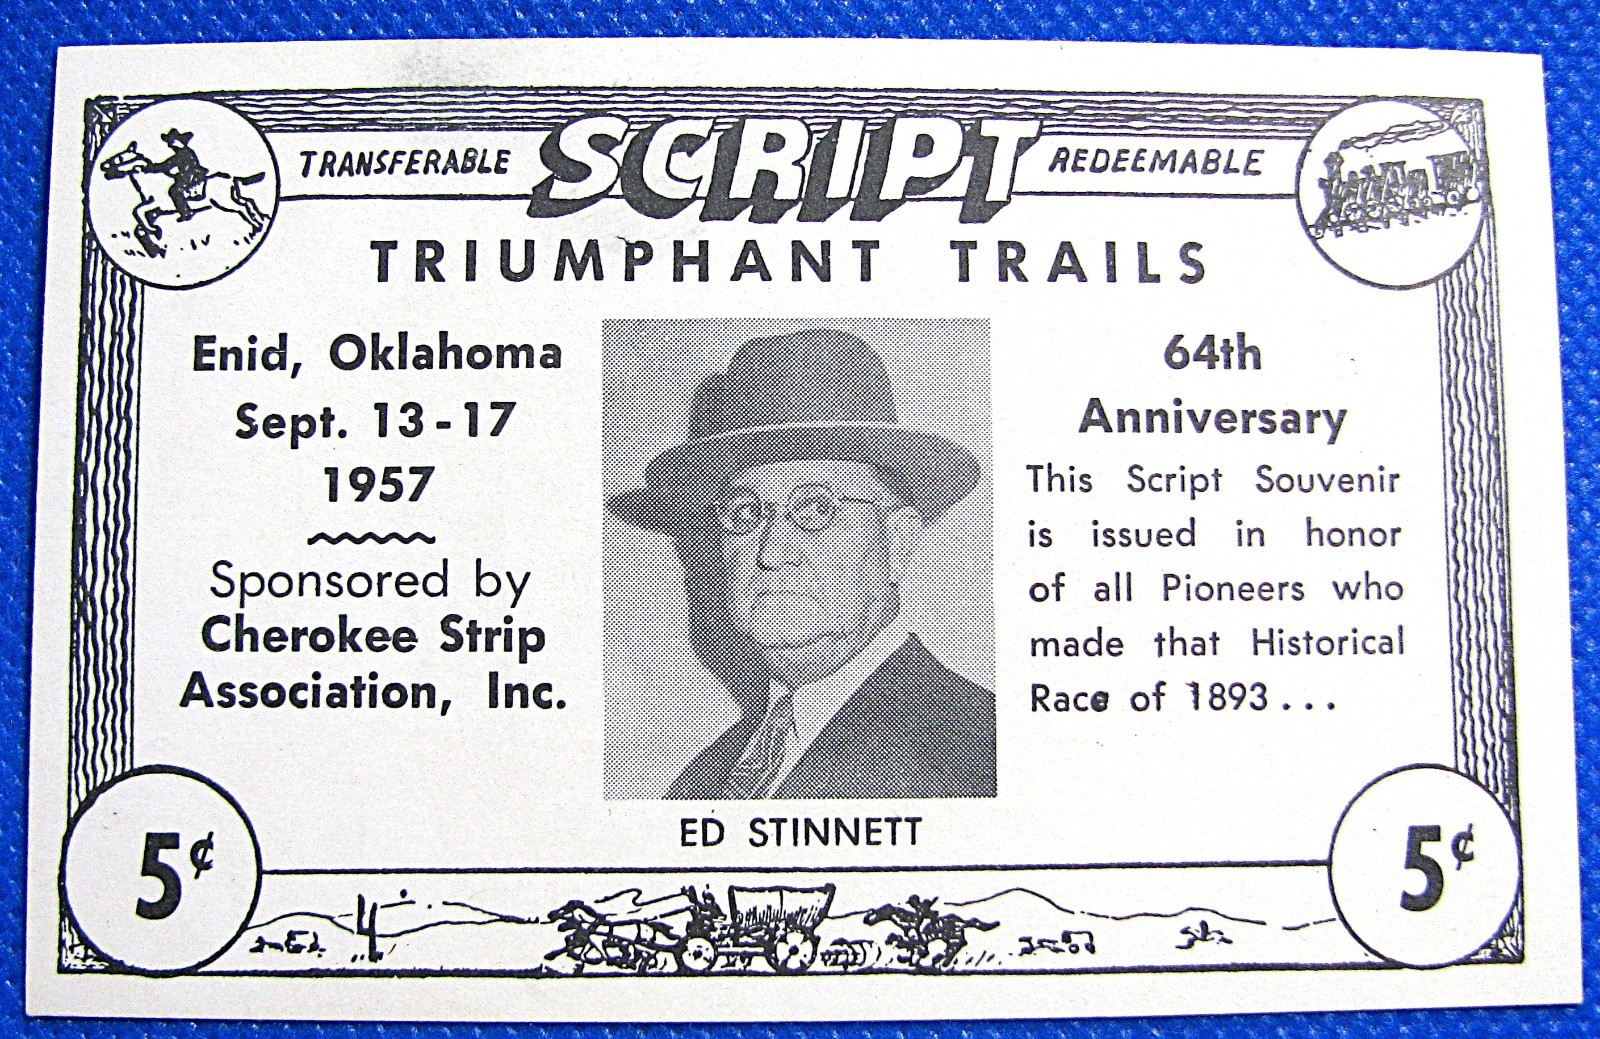 TRANSFERABLE SCRIPT REDEEMABLE
TRIUMPHANT TRAILS
Enid, Oklahoma
Sept. 13-17
1957
Sponsored by
Cherokee Strip
Association, Inc.
ED STINNETT
64th
Anniversary
This Script Souvenir
is issued in honor
of all Pioneers who
made that Historical
Race of 1893...
5¢
5¢